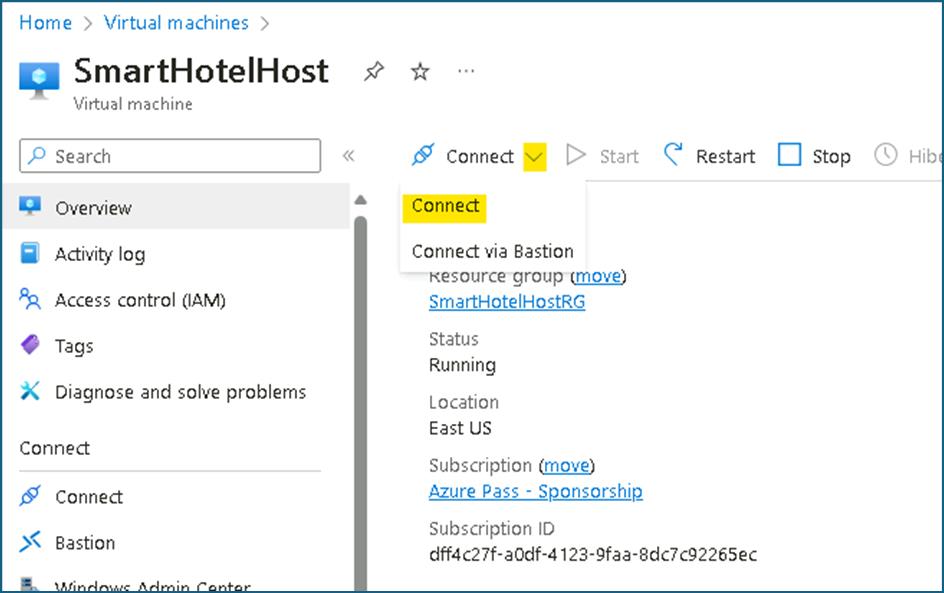 Home > Virtual machines >
SmartHotelHost
Virtual machine
Search
Connect
Start
Restart
Stop
Overview
Activity log
Access control (IAM)
Tags
Diagnose and solve problems
Connect
Connect
Bastion
Windows Admin Center
Connect
Connect via Bastion
Resource group (move)
SmartHotelHostRG
Status
Running
Location
East US
Subscription (move)
Azure Pass - Sponsorship
Subscription ID
dff4c27f-a0df-4123-9faa-8dc7c92265ec